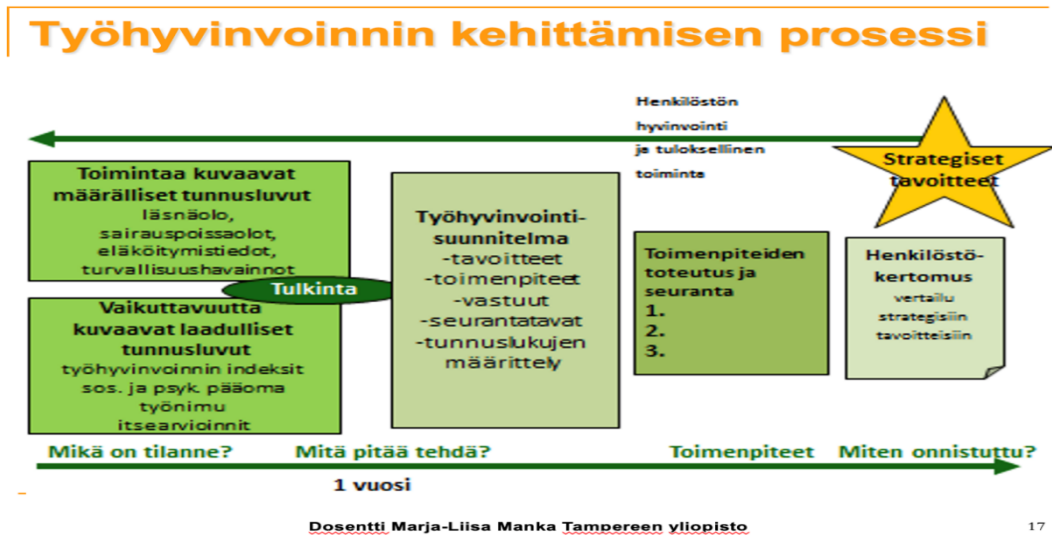 Työhyvinvoinnin kehittämisen prosessi
Henkilöstön
hyvinvointi
ja tuloksellinen
toiminta
Strategiset
tavoitteet
Toimintaa kuvaavat
määrälliset tunnusluvut
läsnäolo,
sairauspoissaolot,
eläköitymistiedot,
turvallisuushavainnot
Tulkinta
Vaikuttavuutta
kuvaavat laadulliset
tunnusluvut
työhyvinvoinnin indeksit
sos. ja psyk. pääoma
työnimu
itsearvioinnit
Työhyvinvointi-
suunnitelma
-tavoitteet
-toimenpiteet
-vastuut
-seurantatavat
-tunnuslukujen
määrittely
Toimenpiteiden
toteutus ja
seuranta
1.
2.
3.
Henkilöstö-
kertomus
vertailu
strategisiin
tavoitteisiin
Mikä on tilanne? Mitä pitää tehdä? Toimenpiteet Miten onnistuttu?
1 vuosi
Dosentti Marja-Liisa Manka Tampereen yliopisto
17